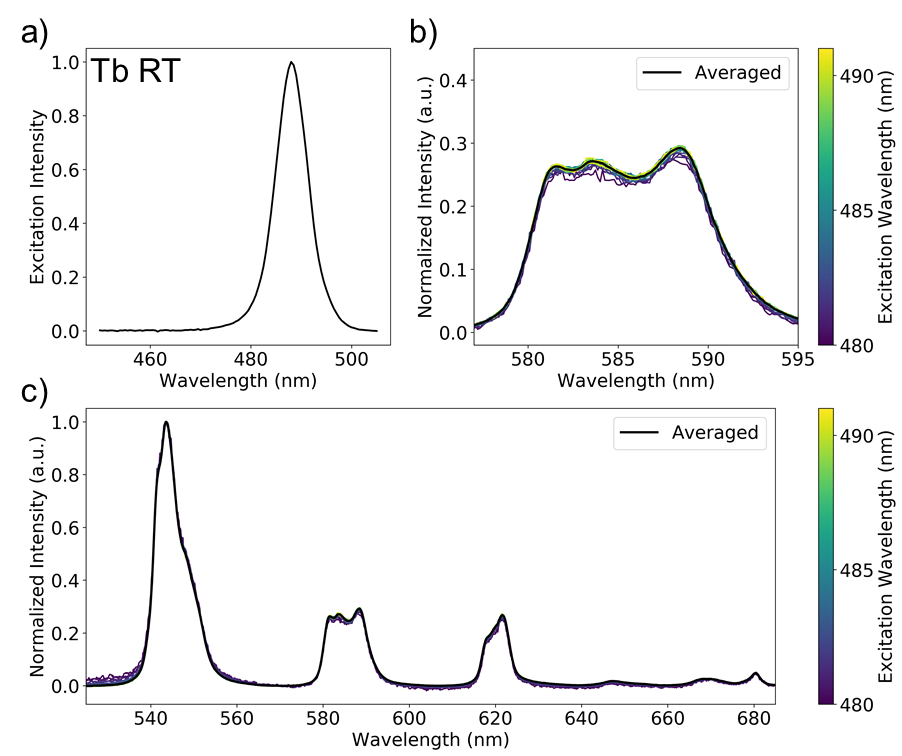 a)
Tb RT
Excitation Intensity
1.0
0.8
0.6
0.4
0.2
0.0
460 480 500
Wavelength (nm)
b)
Averaged
Normalized Intensity (a.u.)
0.4
0.3
0.2
0.1
0.0
580 585 590 595
Wavelength (nm)
490
485
480
Excitation Wavelength (nm)
c)
Averaged
Normalized Intensity (a.u.)
1.0
0.8
0.6
0.4
0.2
0.0
540 560 580 600 620 640 660 680
Wavelength (nm)
490
485
480
Excitation Wavelength (nm)